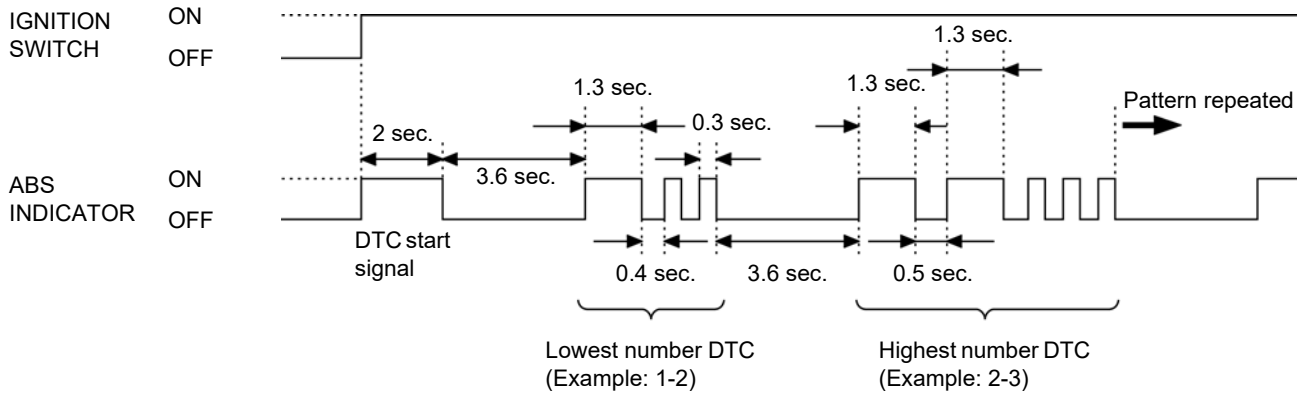 IGNITION
SWITCH
ON
OFF
1.3 sec.
1.3 sec.
1.3 sec.
Pattern repeated
0.3 sec.
2 sec.
3.6 sec.
ABS
INDICATOR
ON
OFF
DTC start
signal
0.4 sec.
3.6 sec.
0.5 sec.
Lowest number DTC
(Example: 1-2)
Highest number DTC
(Example: 2-3)